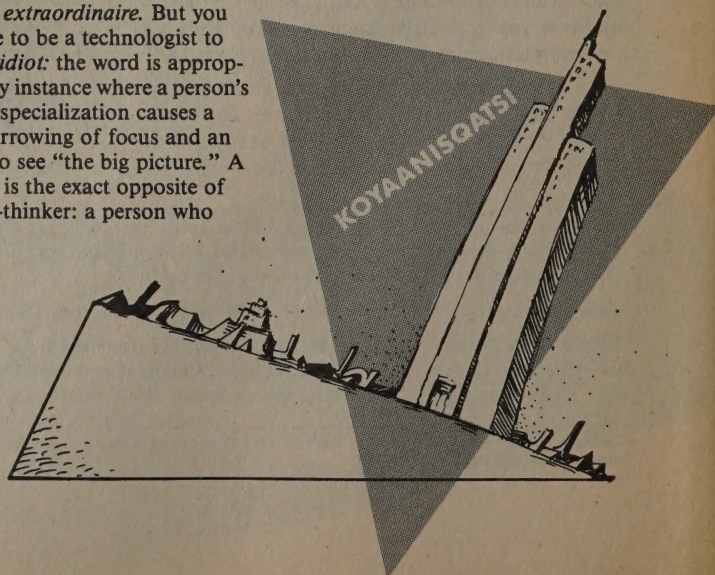 extraordinaire. But you
e to be a technologist to
idiot: the word is approp-
y instance where a person's
specialization causes a
rrowing of focus and an
o see “the big picture.” A
is the exact opposite of
-thinker: a person who
KOYAANISQATSI